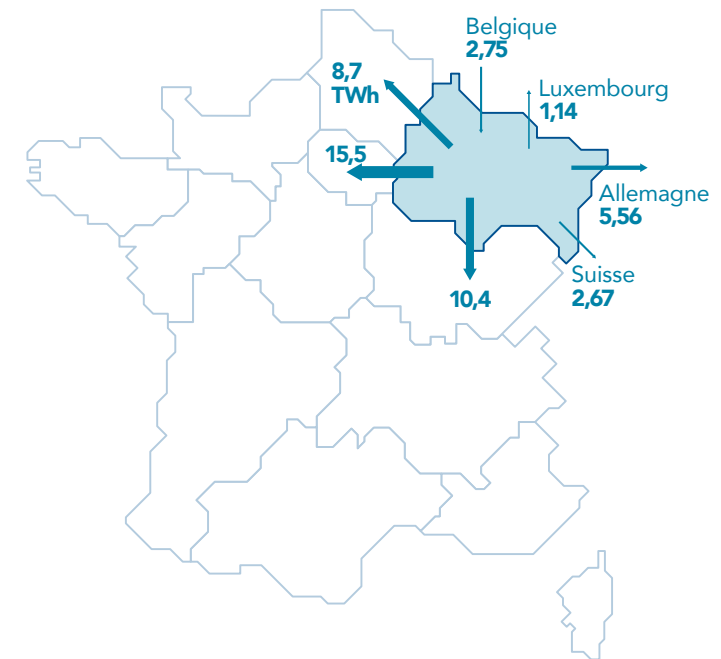 Belgique
2,75
8,7
TWh
Luxembourg
1,14
15,5
Allemagne
5,56
Suisse
2,67
10,4